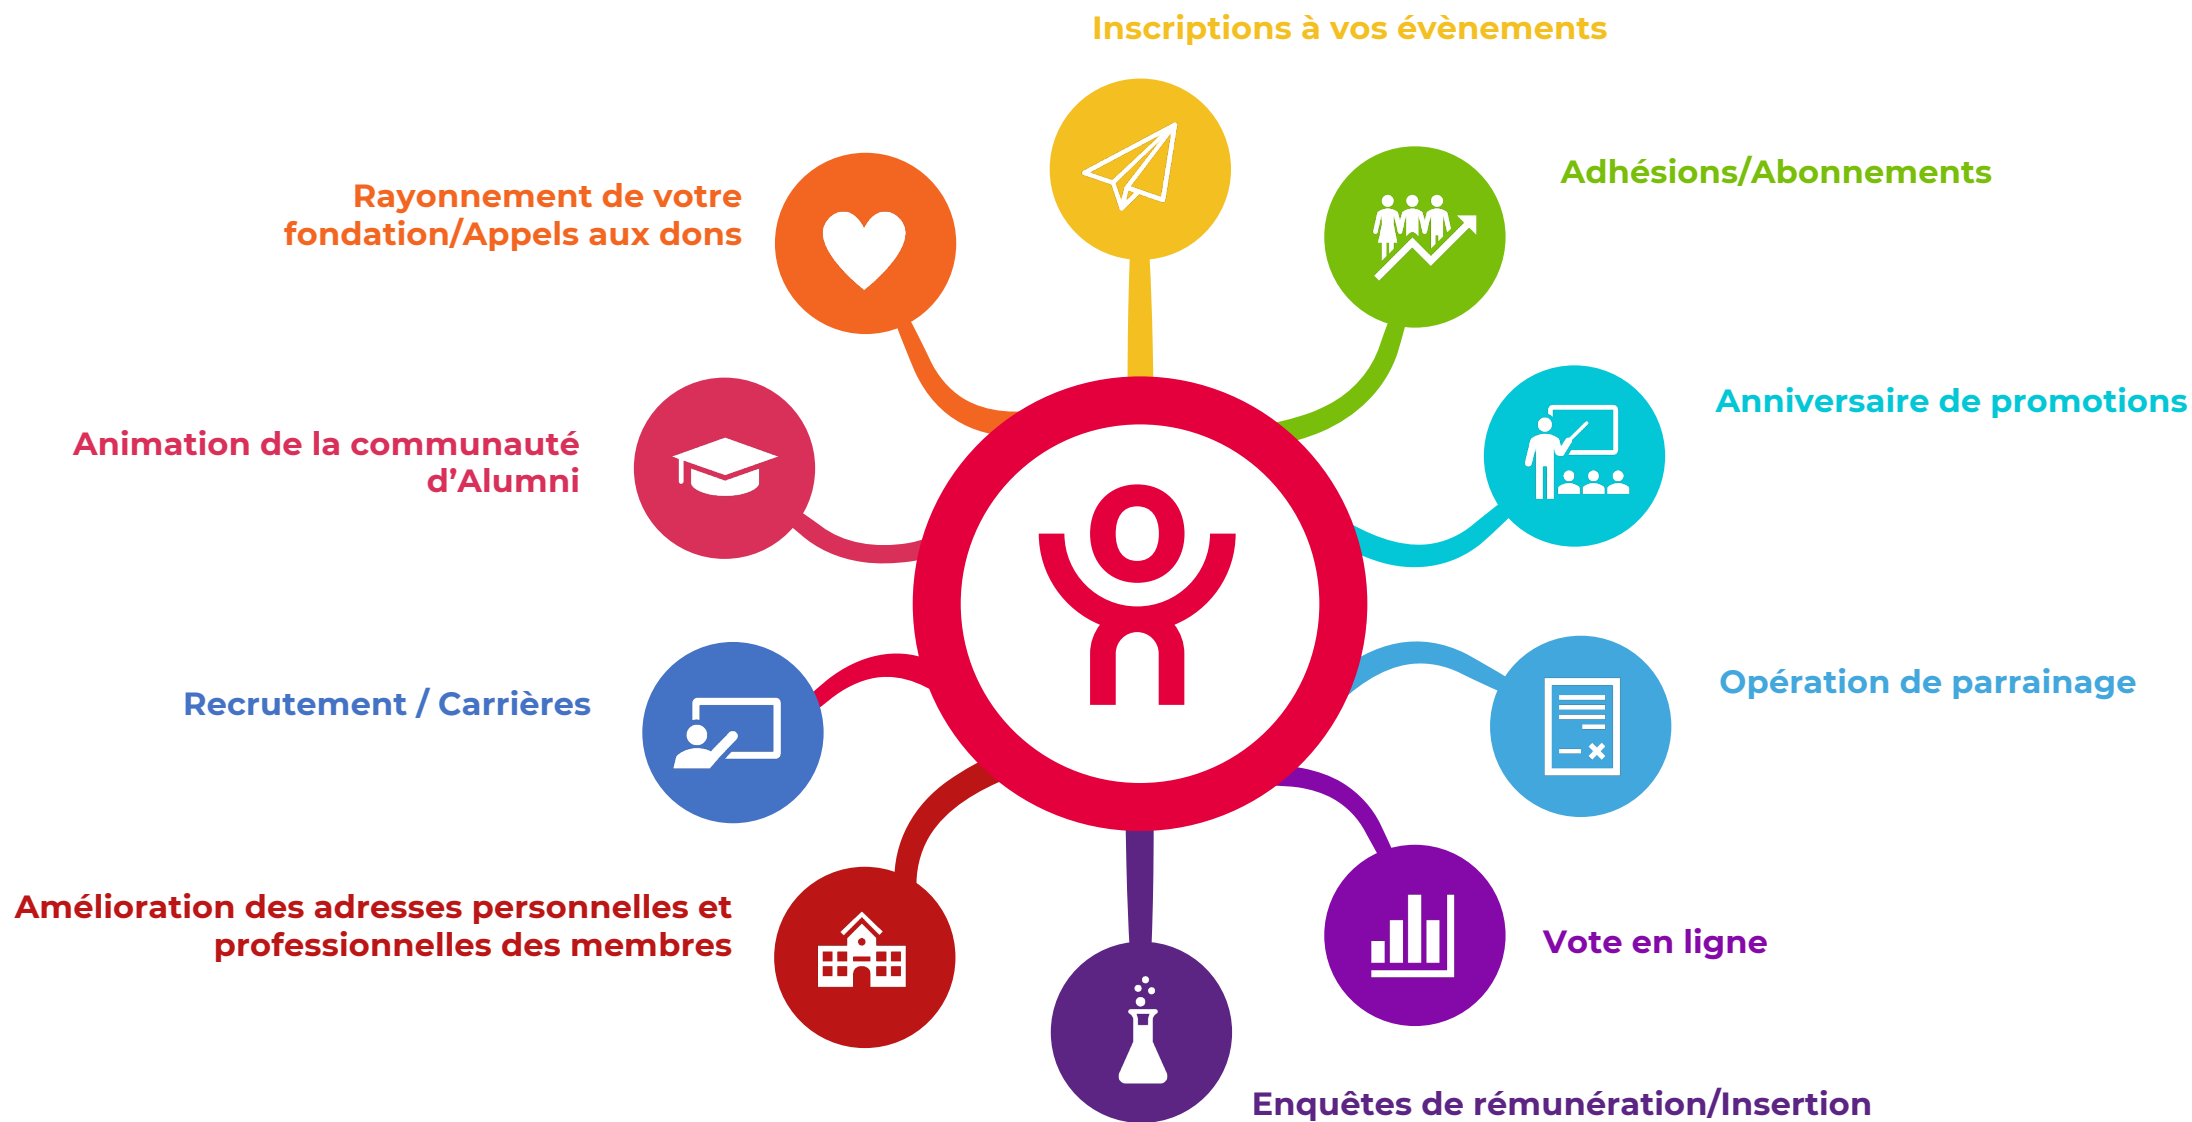 Inscriptions à vos évènements
Adhésions/Abonnements
Rayonnement de votre
fondation/Appels aux dons
Anniversaire de promotions
Animation de la communauté
d’Alumni
Opération de parrainage
Recrutement / Carrières
Amélioration des adresses personnelles et
professionnelles des membres
Vote en ligne
Enquêtes de rémunération/Insertion